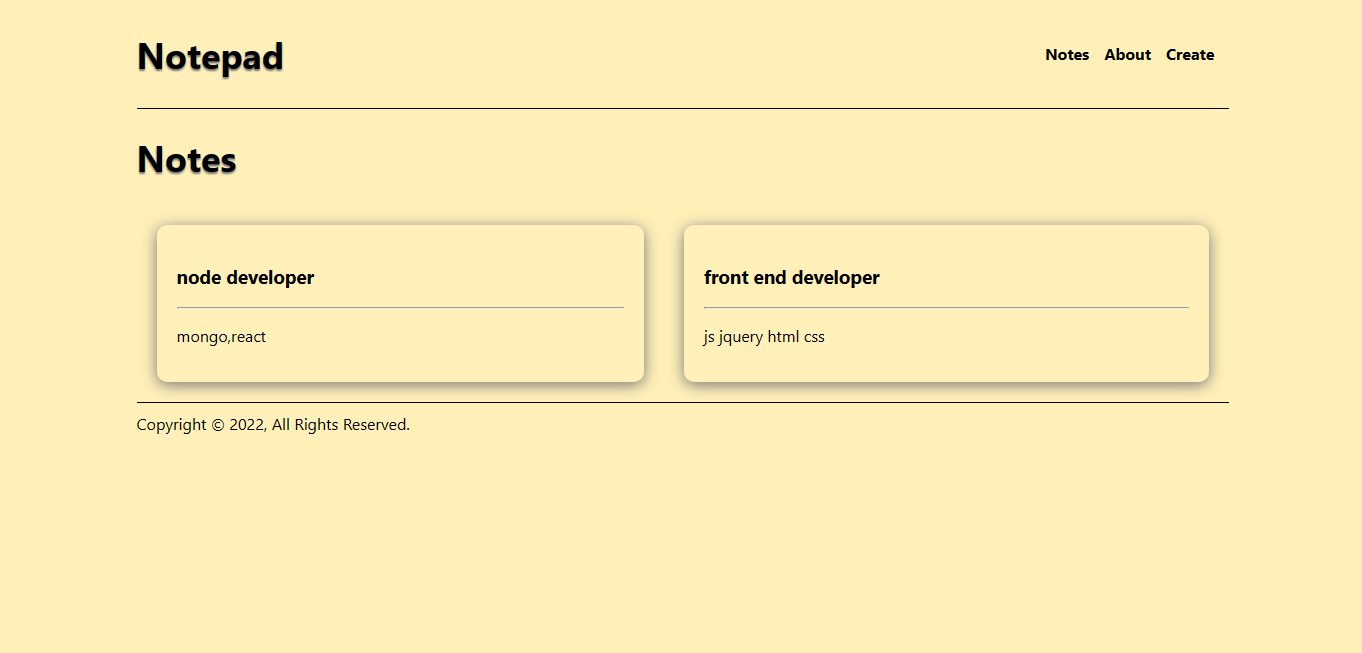 Notepad
Notes About Create
Notes
node developer
mongo,react
front end developer
js jquery html css
Copyright © 2022, All Rights Reserved.